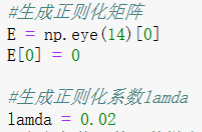 #生成正则化矩阵
E = np.eye(14)[0]
E[0] = 0
#生成正则化系数lamda
lamda = 0.02